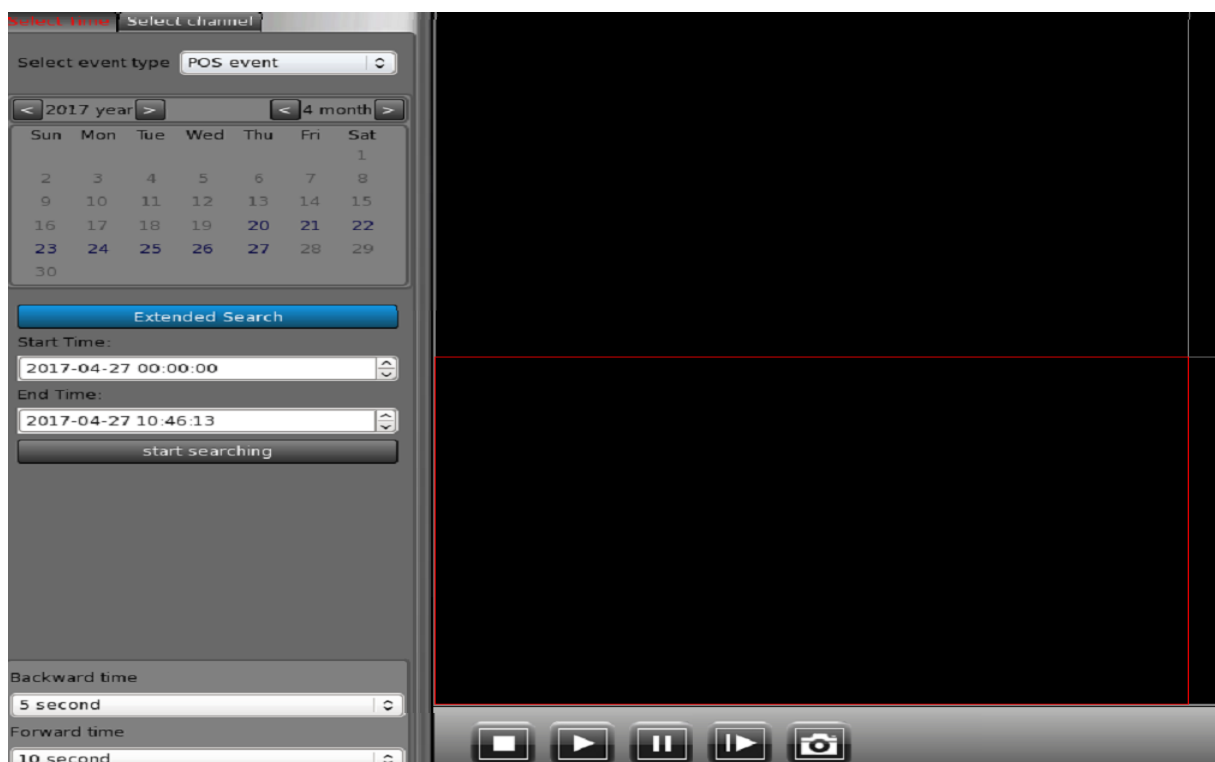 Select Time Select channel
Select event type POS event
< 2017 year > < 4 month >
Sun Mon Tue Wed Thu Fri Sat
1
2 3 4 5 6 7 8
9 10 11 12 13 14 15
16 17 18 19 20 21 22
23 24 25 26 27 28 29
30
Extended Search
Start Time:
2017-04-27 00:00:00
End Time:
2017-04-27 10:46:13
start searching
Backward time
5 second
Forward time
10 second